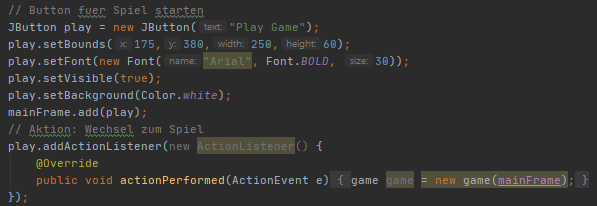 // Button fuer Spiel starten
JButton play = new JButton( text: "Play Game");
play.setBounds( x: 175, y: 380, width: 250, height: 60);
play.setFont(new Font( name: "Arial", Font.BOLD, size: 30));
play.setVisible(true);
play.setBackground(Color.white);
mainFrame.add(play);
// Aktion: Wechsel zum Spiel
play.addActionListener(new ActionListener() {
@Override
public void actionPerformed(ActionEvent e) { game game = new game(mainFrame); }
});